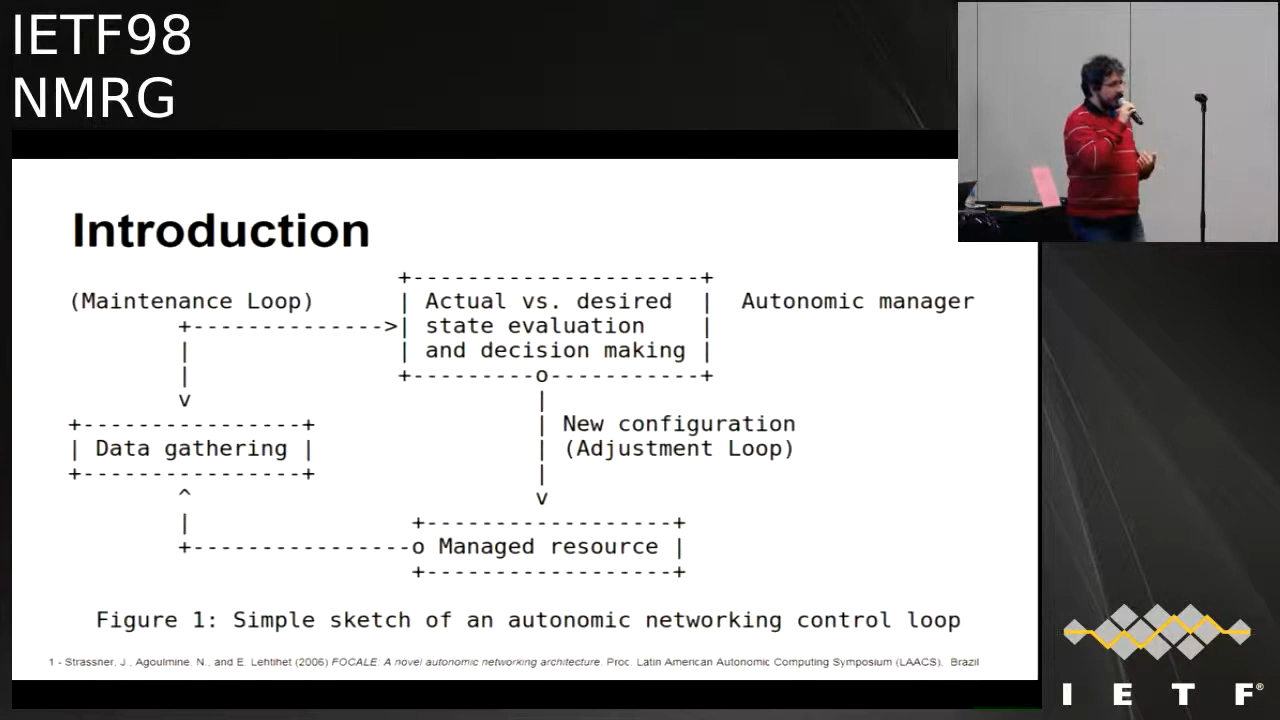 IETF98
NMRG
Introduction
+---------------------+
(Maintenance Loop) | Actual vs. desired | Autonomic manager
+-------------->| state evaluation |
| | and decision making |
| +---------o-----------+
v |
+----------------+ | New configuration
| Data gathering | | (Adjustment Loop)
+----------------+ |
^ v
| +------------------+
+----------------o Managed resource |
+------------------+
Figure 1: Simple sketch of an autonomic networking control loop
1 - Strassner, J., Agoulmine, N., and E. Lehtihet (2006) FOCALE: A novel autonomic networking architecture. Proc. Latin American Autonomic Computing Symposium (LAACS), Brazil
I E T F®